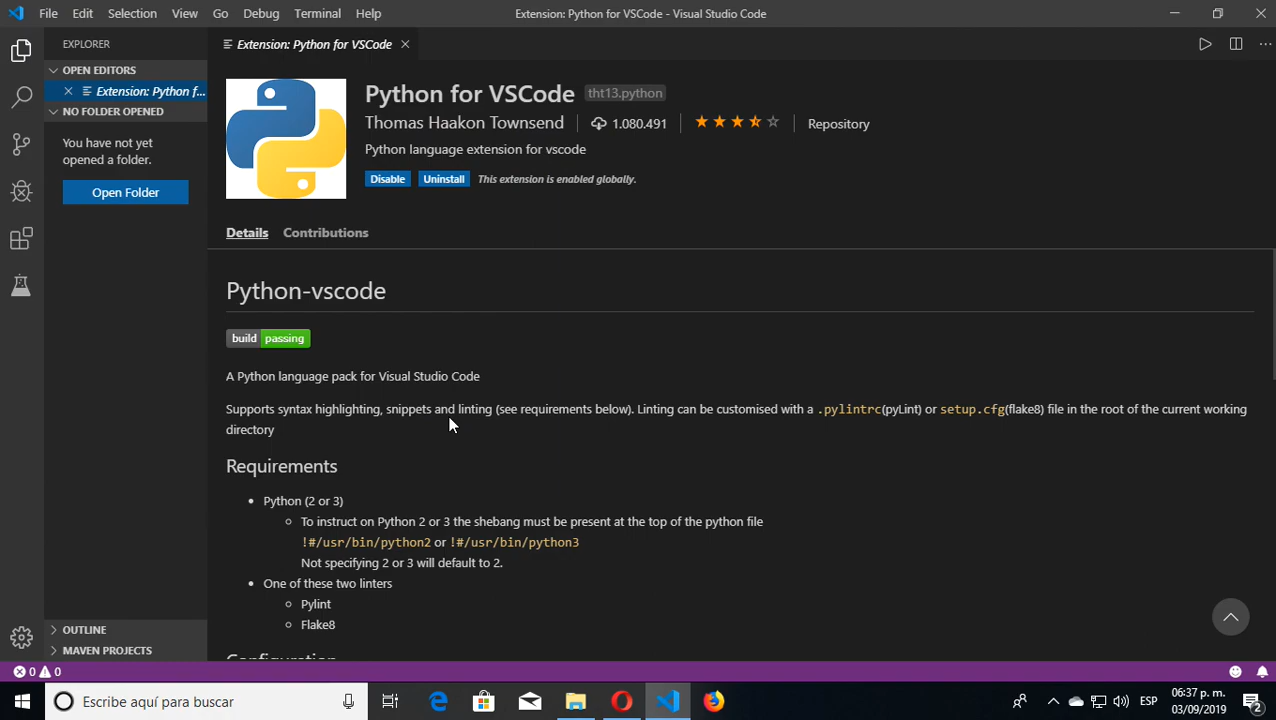 File Edit Selection View Go Debug Terminal Help
Extension: Python for VSCode - Visual Studio Code
EXPLORER
Extension: Python for VSCode
OPEN EDITORS
Extension: Python f...
NO FOLDER OPENED
You have not yet
opened a folder.
Open Folder
OUTLINE
MAVEN PROJECTS
Python for VSCode tht13.python
Thomas Haakon Townsend 1.080.491 Repository
Python language extension for vscode
Disable Uninstall This extension is enabled globally.
Details Contributions
Python-vscode
build passing
A Python language pack for Visual Studio Code
Supports syntax highlighting, snippets and linting (see requirements below). Linting can be customised with a .pylintrc(pyLint) or setup.cfg(flake8) file in the root of the current working
directory
Requirements
Python (2 or 3)
To instruct on Python 2 or 3 the shebang must be present at the top of the python file
!#/usr/bin/python2 or !#/usr/bin/python3
Not specifying 2 or 3 will default to 2.
One of these two linters
Pylint
Flake8
Configuration
0 0
Escribe aquí para buscar
ESP
06:37 p. m.
03/09/2019
2